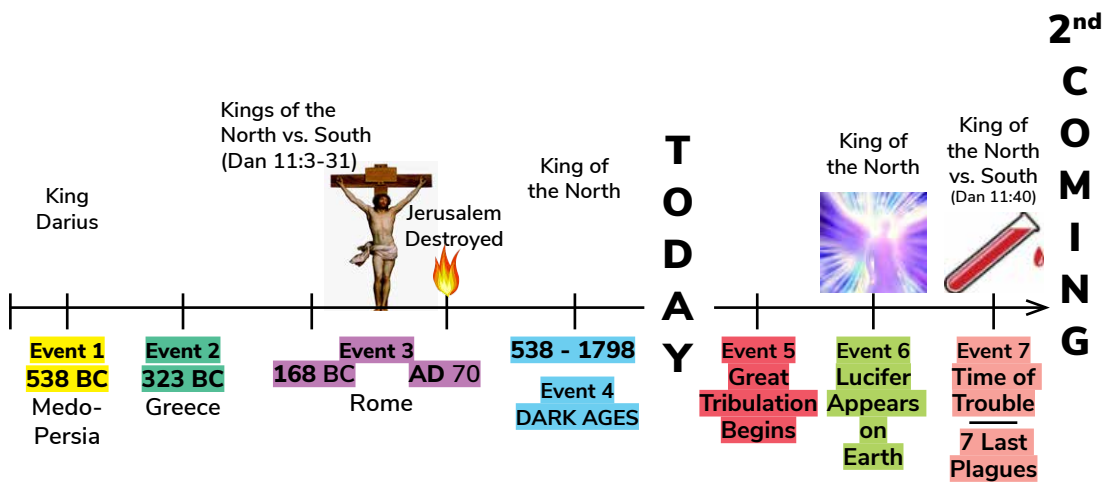 King
Darius
Kings of the
North vs. South
(Dan 11:3-31)
Jerusalem
Destroyed
King of
the North
TODAY
King of
the North
King of
the North
vs. South
(Dan 11:40)
2nd
COMING
Event 1
538 BC
Medo-
Persia
Event 2
323 BC
Greece
Event 3
168 BC
AD 70
Rome
538 - 1798
Event 4
DARK AGES
Event 5
Great
Tribulation
Begins
Event 6
Lucifer
Appears
on
Earth
Event 7
Time of
Trouble
7 Last
Plagues